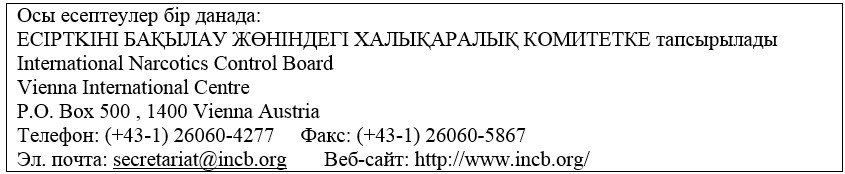 Осы есептеулер бір данада:
ЕСІРТКІНІ БАҚЫЛАУ ЖӨНІНДЕГІ ХАЛЫҚАРАЛЫҚ КОМИТЕТКЕ тапсырылады
International Narcotics Control Board
Vienna International Centre
P.O. Box 500 , 1400 Vienna Austria
Телефон: (+43-1) 26060-4277 Факс: (+43-1) 26060-5867
Эл. почта: secretariat@incb.org Веб-сайт: http://www.incb.org/